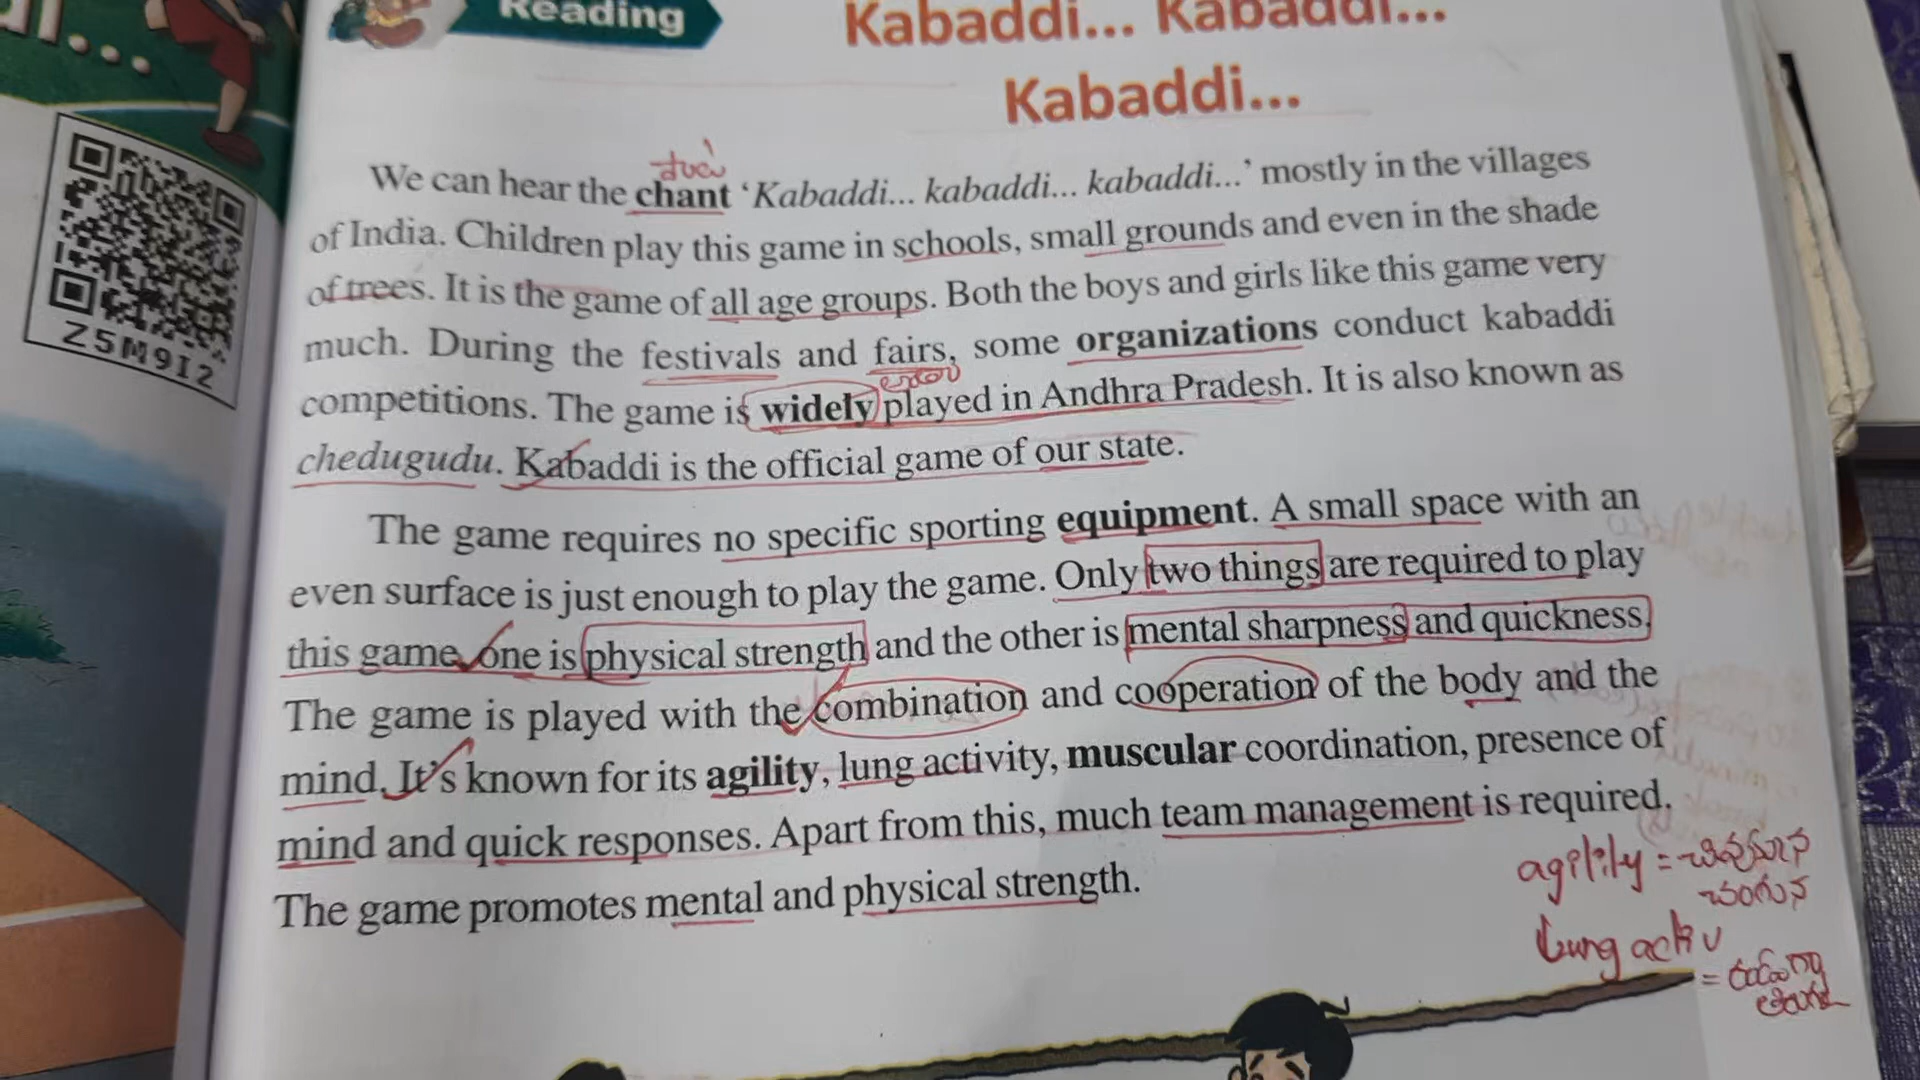 Reading
Kabaddi... Kabaddi...
Kabaddi...
We can hear the chant ‘Kabaddi... kabaddi... kabaddi...’ mostly in the villages
of India. Children play this game in schools, small grounds and even in the shade
of trees. It is the game of all age groups. Both the boys and girls like this game very
much. During the festivals and fairs, some organizations conduct kabaddi
competitions. The game is widely played in Andhra Pradesh. It is also known as
chedugudu. Kabaddi is the official game of our state.
The game requires no specific sporting equipment. A small space with an
even surface is just enough to play the game. Only two things are required to play
this game, one is physical strength and the other is mental sharpness and quickness.
The game is played with the combination and cooperation of the body and the
mind. It’s known for its agility, lung activity, muscular coordination, presence of
mind and quick responses. Apart from this, much team management is required.
The game promotes mental and physical strength.
agility =
Lung activ
=
Z5M9I2